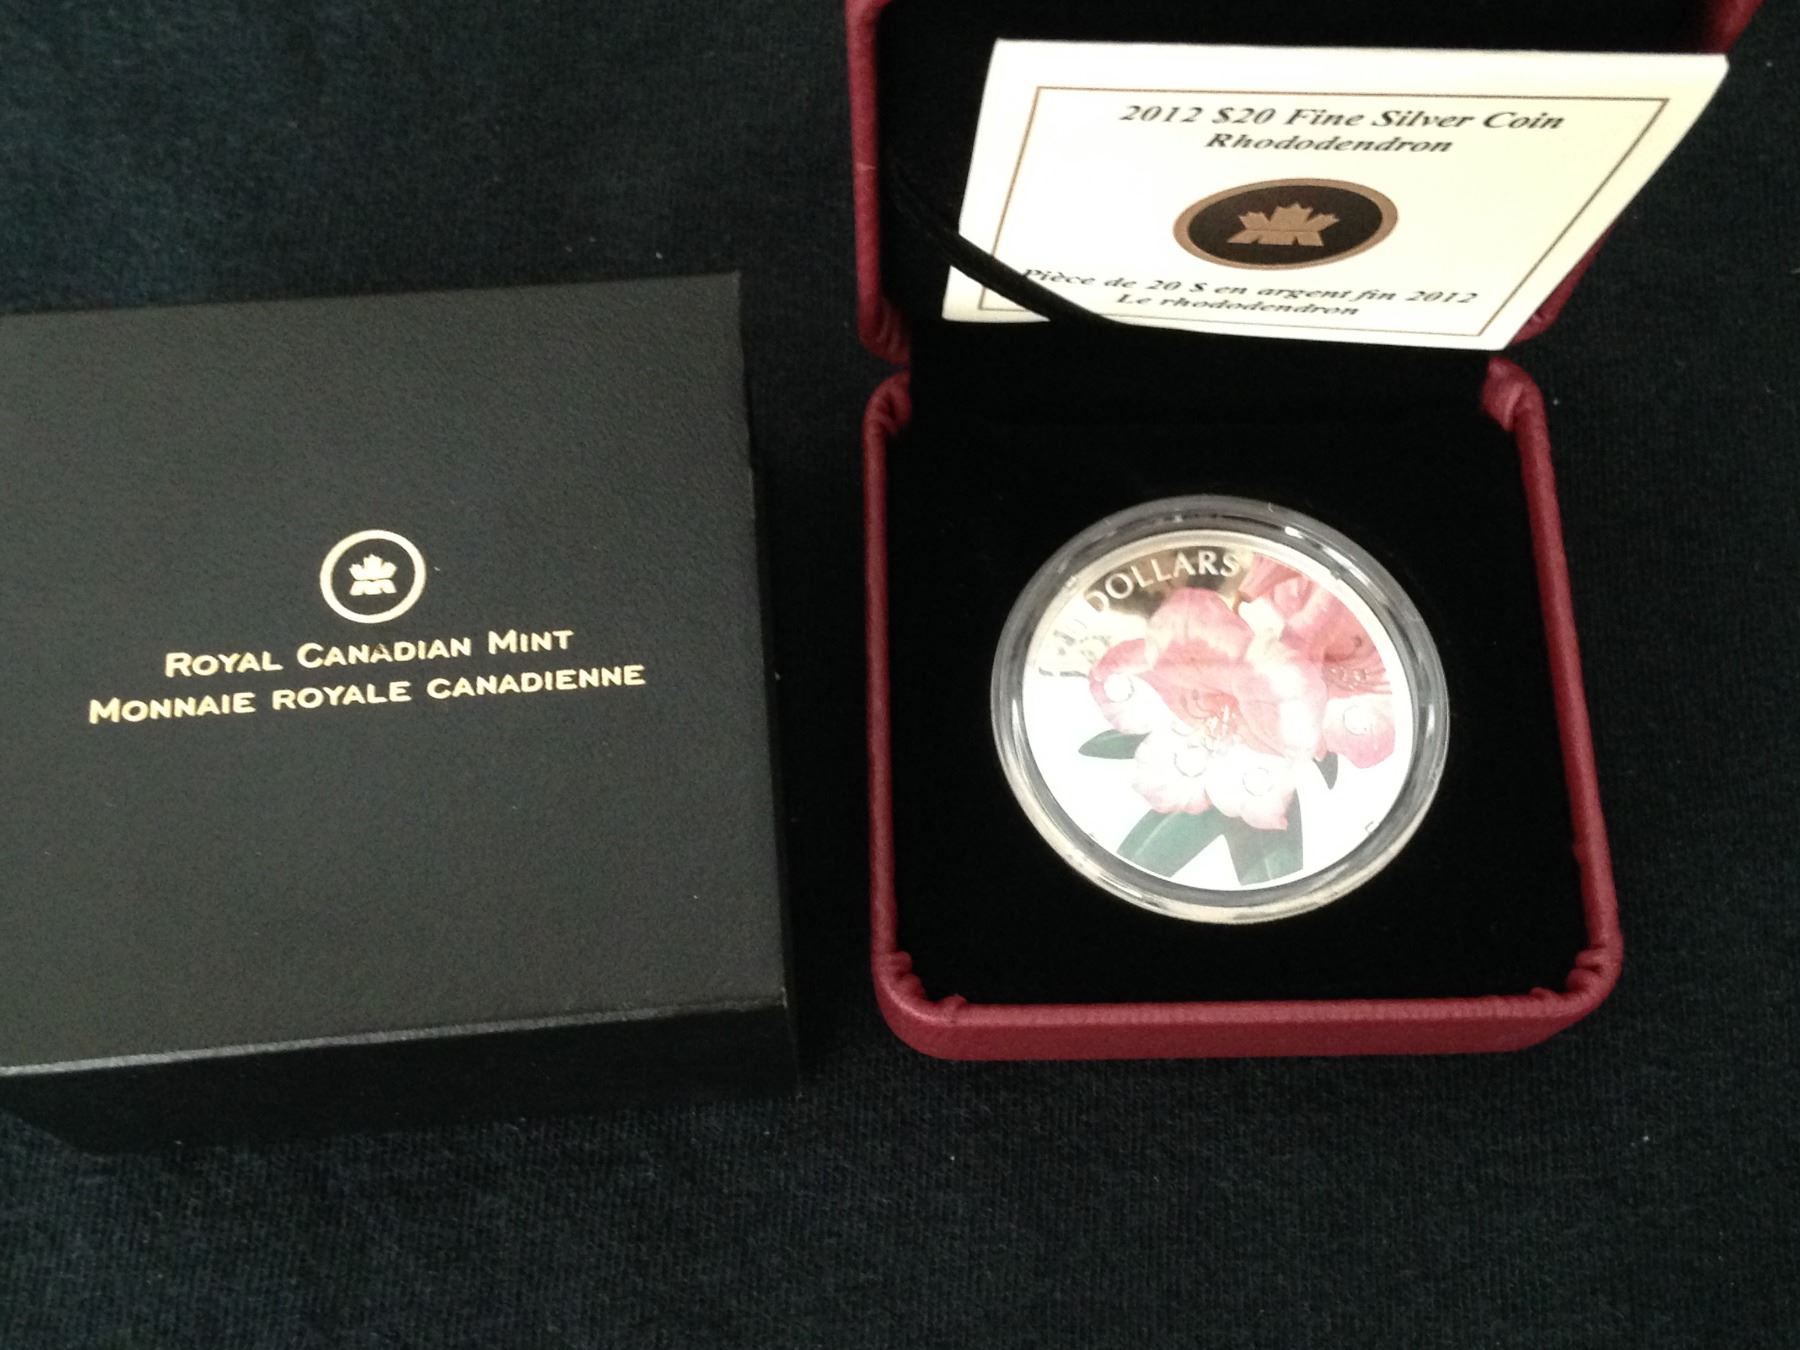 2012 $20 Fine Silver Coin
Rhododendron
Pièce de 20 $ en argent fin 2012
Le rhododendron
ROYAL CANADIAN MINT
MONNAIE ROYALE CANADIENNE
DOLLARS